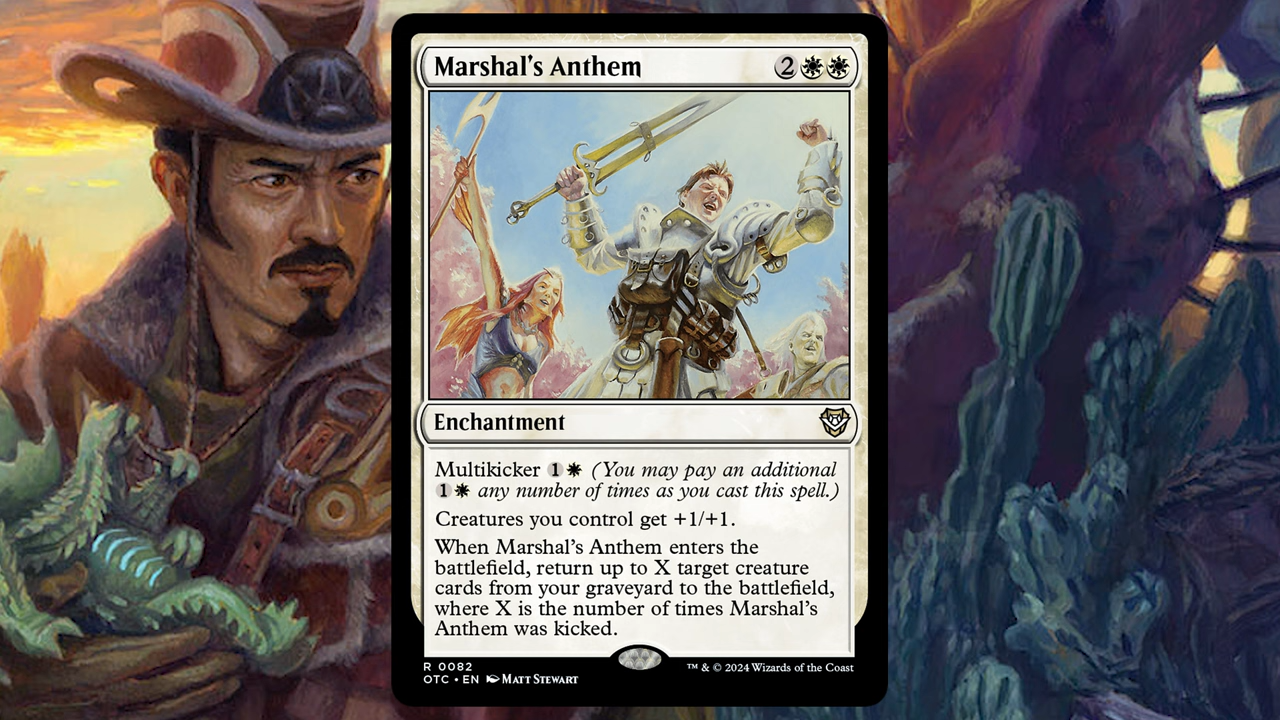 Marshal's Anthem 2
Enchantment
Multikicker 1 (You may pay an additional
1 any number of times as you cast this spell.)
Creatures you control get +1/+1.
When Marshal's Anthem enters the
battlefield, return up to X target creature
cards from your graveyard to the battlefield,
where X is the number of times Marshal's
Anthem was kicked.
R 0082
™ & © 2024 Wizards of the Coast
OTC • EN MATT STEWART